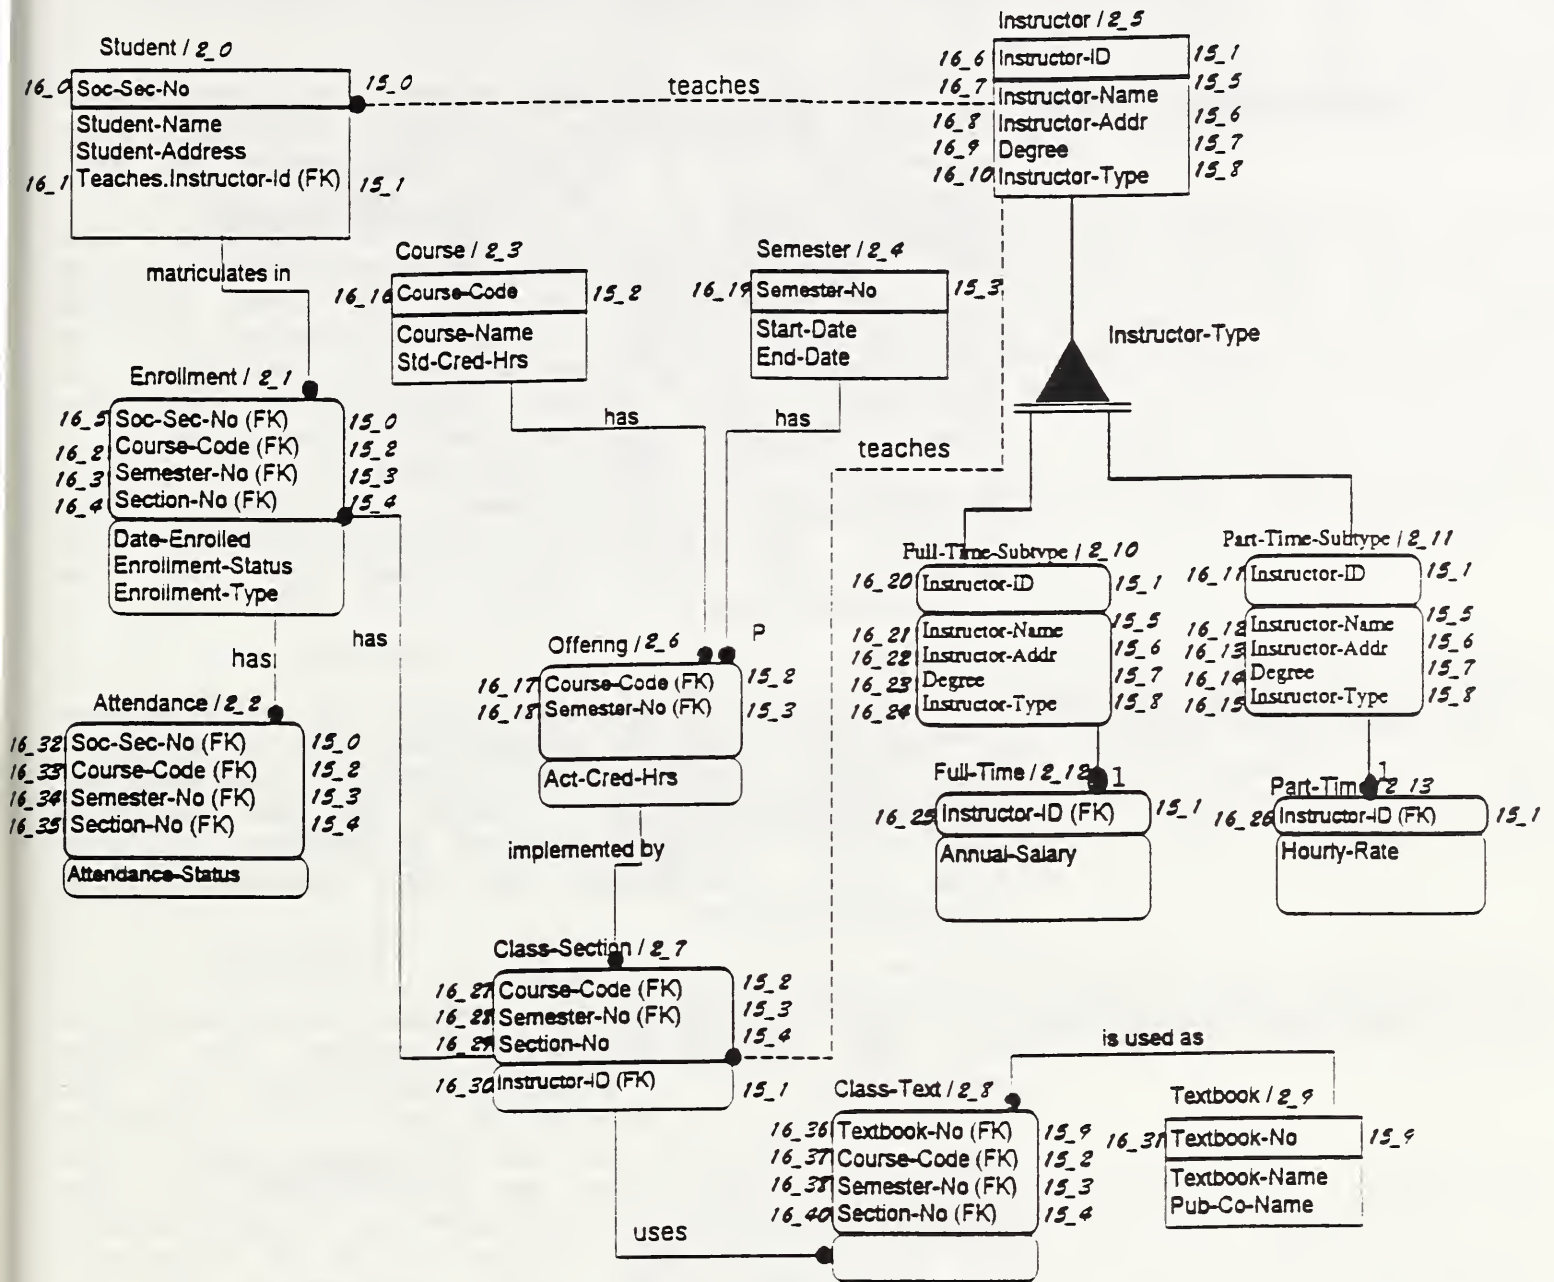 Instructor / 2_5
Student / 2_0
16_6 Instructor-ID 15_1
16_0 Soc-Sec-No 15_0
teaches
16_7 Instructor-Name 15_5
16_8 Instructor-Addr 15_6
16_9 Degree 15_7
16_10 Instructor-Type 15_8
Student-Name
Student-Address
16_1 Teaches.Instructor-Id (FK) 15_1
matriculates in
Course / 2_3
16_16 Course-Code 15_2
Course-Name
Std-Cred-Hrs
has
Semester / 2_4
16_19 Semester-No 15_3
Start-Date
End-Date
has
Instructor-Type
teaches
Enrollment / 2_1
16_5 Soc-Sec-No (FK) 15_0
16_2 Course-Code (FK) 15_2
16_3 Semester-No (FK) 15_3
16_4 Section-No (FK) 15_4
Date-Enrolled
Enrollment-Status
Enrollment-Type
has
has
Full-Time-Subtype / 2_10
16_20 Instructor-ID 15_1
16_21 Instructor-Name 15_5
16_22 Instructor-Addr 15_6
16_23 Degree 15_7
16_24 Instructor-Type 15_8
Part-Time-Subtype / 2_11
16_11 Instructor-ID 15_1
16_12 Instructor-Name 15_5
16_13 Instructor-Addr 15_6
16_14 Degree 15_7
16_15 Instructor-Type 15_8
Offering / 2_6
P
16_17 Course-Code (FK) 15_2
16_18 Semester-No (FK) 15_3
Act-Cred-Hrs
implemented by
Attendance / 2_2
16_32 Soc-Sec-No (FK) 15_0
16_33 Course-Code (FK) 15_2
16_34 Semester-No (FK) 15_3
16_35 Section-No (FK) 15_4
Attendance-Status
Full-Time / 2_12
1
16_25 Instructor-ID (FK) 15_1
Annual-Salary
Part-Time 2_13
1
16_26 Instructor-ID (FK) 15_1
Hourly-Rate
Class-Section / 2_7
16_27 Course-Code (FK) 15_2
16_28 Semester-No (FK) 15_3
16_29 Section-No 15_4
16_30 Instructor-ID (FK) 15_1
uses
is used as
Class-Text / 2_8
16_36 Textbook-No (FK) 15_9
16_37 Course-Code (FK) 15_2
16_38 Semester-No (FK) 15_3
16_40 Section-No (FK) 15_4
Textbook / 2_9
16_31 Textbook-No 15_9
Textbook-Name
Pub-Co-Name